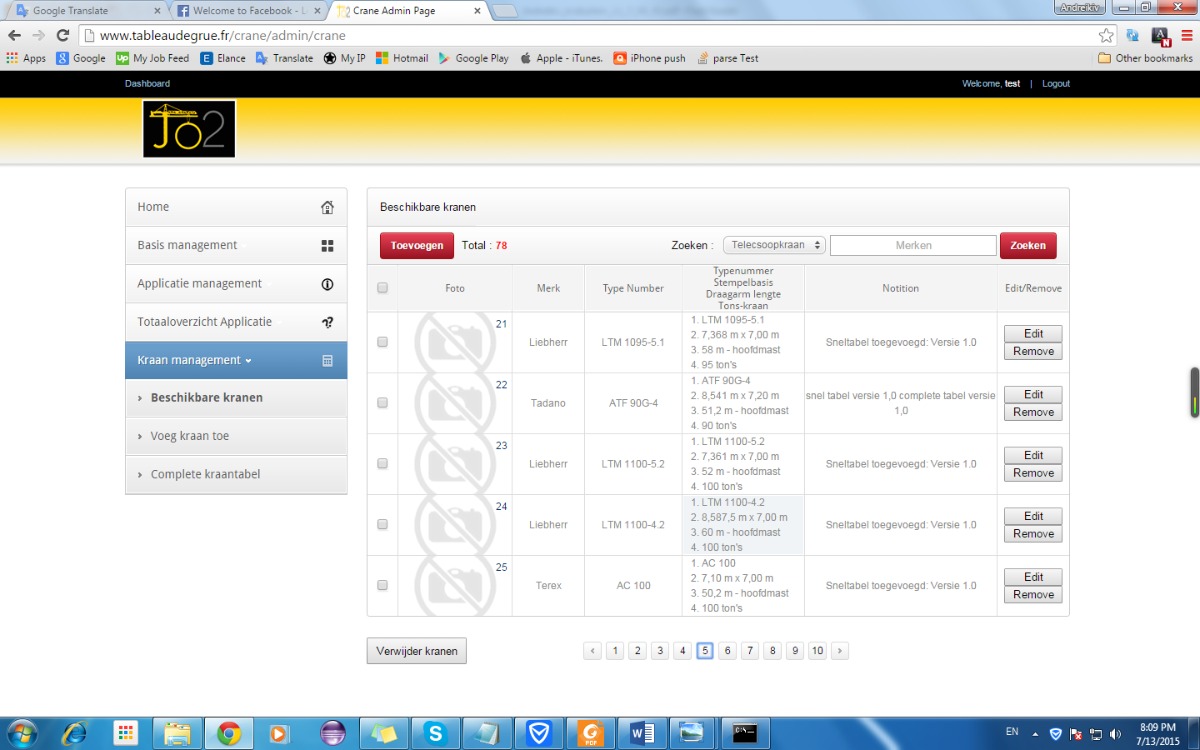 Google Translate
Welcome to Facebook - L
Crane Admin Page
Andreikiv
www.tableaudegrue.fr/crane/admin/crane
Apps Google My Job Feed Elance Translate My IP Hotmail Google Play Apple - iTunes. iPhone push parse Test Other bookmarks
Dashboard
Welcome, test | Logout
Jo2
Home
Basis management
Applicatie management
Totaaloverzicht Applicatie
Kraan management
Beschikbare kranen
Voeg kraan toe
Complete kraantabel
Beschikbare kranen
Toevoegen Total : 78 Zoeken : Telecsoopkraan Merken Zoeken
Foto Merk Type Number
Typenummer
Stempelbasis
Draagarm lengte
Tons-kraan
Notition Edit/Remove
21 Liebherr LTM 1095-5.1
1. LTM 1095-5.1
2. 7,368 m x 7,00 m
3. 58 m - hoofdmast
4. 95 ton's
Sneltabel toegevoegd: Versie 1.0
Edit
Remove
22 Tadano ATF 90G-4
1. ATF 90G-4
2. 8,541 m x 7,20 m
3. 51,2 m - hoofdmast
4. 90 ton's
snel tabel versie 1,0 complete tabel versie
1,0
Edit
Remove
23 Liebherr LTM 1100-5.2
1. LTM 1100-5.2
2. 7,361 m x 7,00 m
3. 52 m - hoofdmast
4. 100 ton's
Sneltabel toegevoegd: Versie 1.0
Edit
Remove
24 Liebherr LTM 1100-4.2
1. LTM 1100-4.2
2. 8,587,5 m x 7,00 m
3. 60 m - hoofdmast
4. 100 ton's
Sneltabel toegevoegd: Versie 1.0
Edit
Remove
25 Terex AC 100
1. AC 100
2. 7,10 m x 7,00 m
3. 50,2 m - hoofdmast
4. 100 ton's
Sneltabel toegevoegd: Versie 1.0
Edit
Remove
Verwijder kranen
‹ 1 2 3 4 5 6 7 8 9 10 ›
EN
8:09 PM
7/13/2015